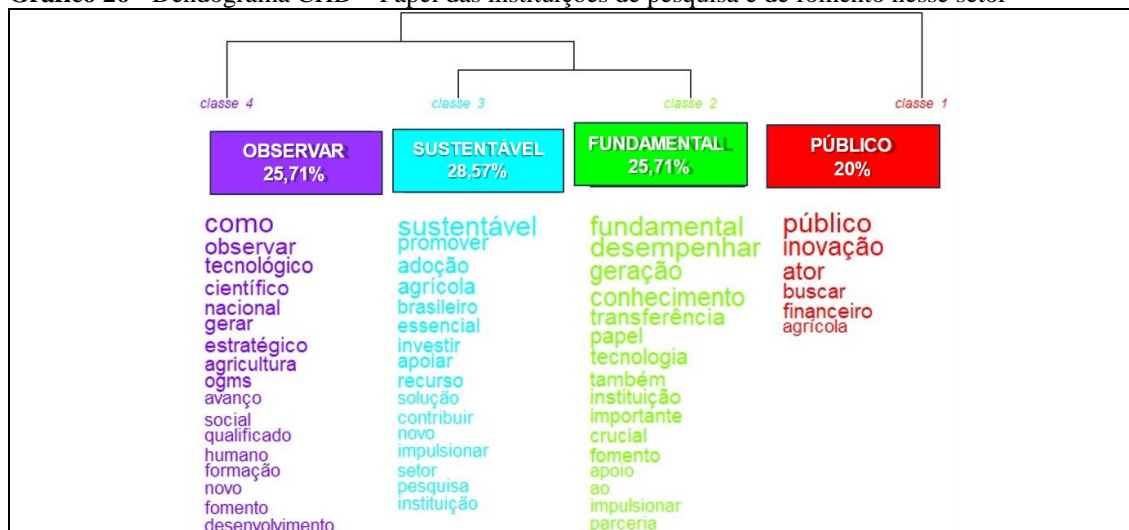 Gráfico 20 - Dendograma CHD – Papel das instituições de pesquisa e de fomento nesse setor
classe 4
classe 3
classe 2
classe 1
OBSERVAR
25,71%
SUSTENTÁVEL
28,57%
FUNDAMENTAL
25,71%
PÚBLICO
20%
como
observar
tecnológico
científico
nacional
gerar
estratégico
agricultura
ogms
avanço
social
qualificado
humano
formação
novo
fomento
desenvolvimento
sustentável
promover
adoção
agrícola
brasileiro
essencial
investir
apoiar
recurso
solução
contribuir
novo
impulsionar
setor
pesquisa
instituição
fundamental
desempenhar
geração
conhecimento
transferência
papel
tecnologia
também
instituição
importante
crucial
fomento
apoio
ao
impulsionar
parceria
público
inovação
ator
buscar
financeiro
agrícola